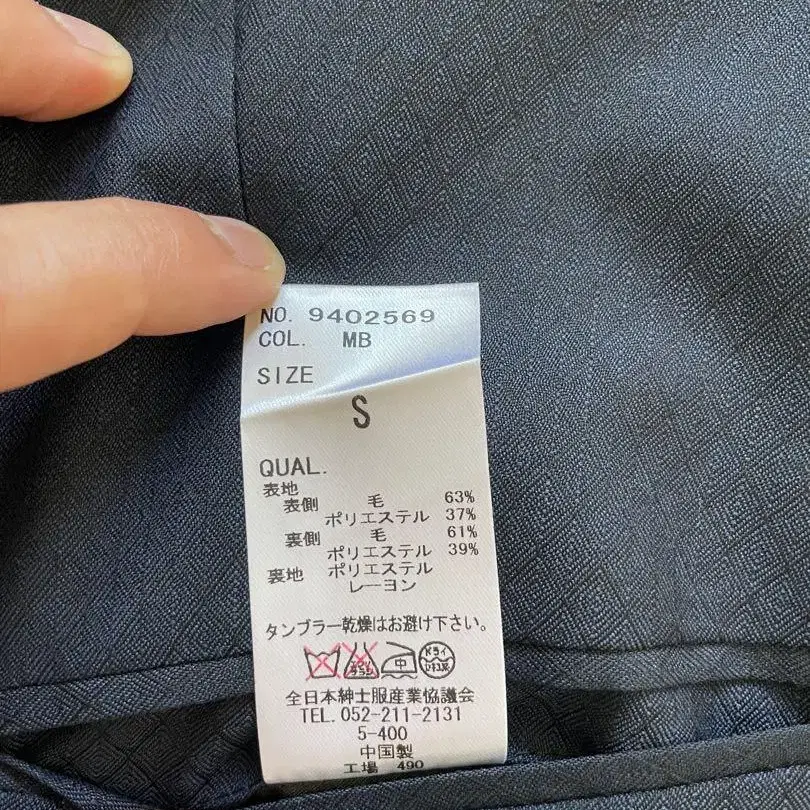 NO. 9402569
COL. MB
SIZE
S
QUAL.
表地
表側 毛 63%
ポリエステル 37%
裏側 毛 61%
ポリエステル 39%
裏地 ポリエステル
レーヨン
タンブラー乾燥はお避け下さい。
中 ドライ
全日本紳士服産業協議会
TEL. 052-211-2131
5-400
中国製
工場 490